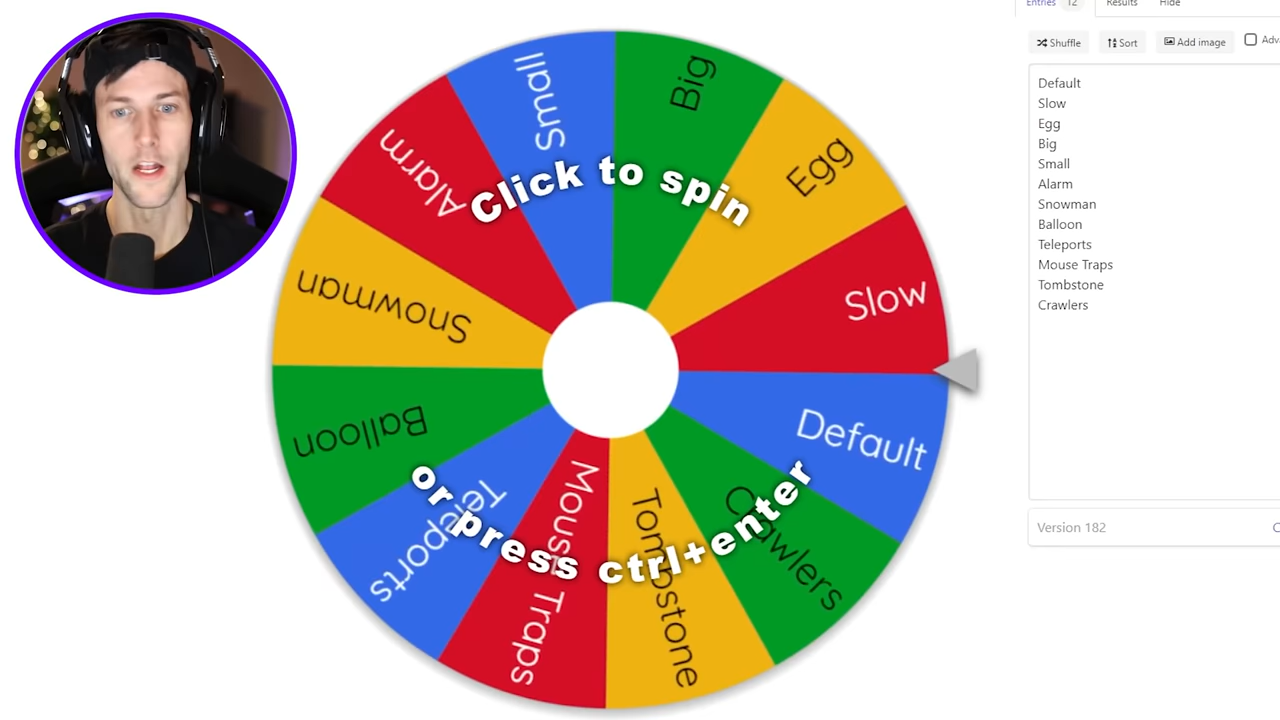 Entries 12 Results Hide
Shuffle Sort Add image
Default
Slow
Egg
Big
Small
Alarm
Snowman
Balloon
Teleports
Mouse Traps
Tombstone
Crawlers
Version 182
Small
Big
Egg
Slow
Default
Crawlers
Tombstone
Mouse Traps
Teleports
Balloon
Snowman
Alarm
Click to spin
or press ctrl+enter